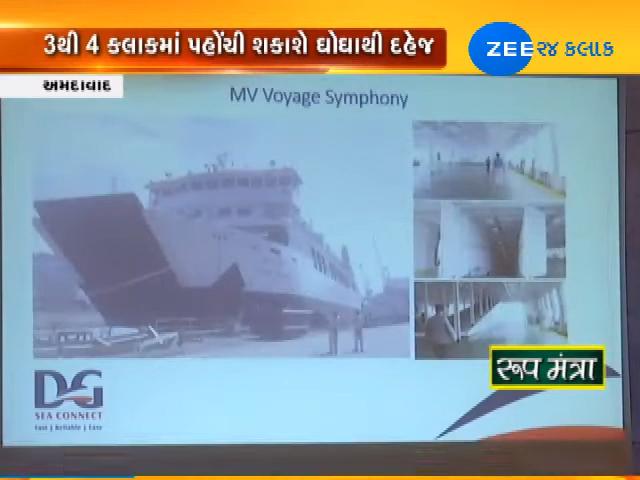 3થી 4 કલાકમાં પહોંચી શકાશે ઘોઘાથી દહેજ
ZEE ૨૪ કલાક
અમદાવાદ
MV Voyage Symphony
रूप मंत्रा
DG
SEA CONNECT
Fast | Reliable | Easy